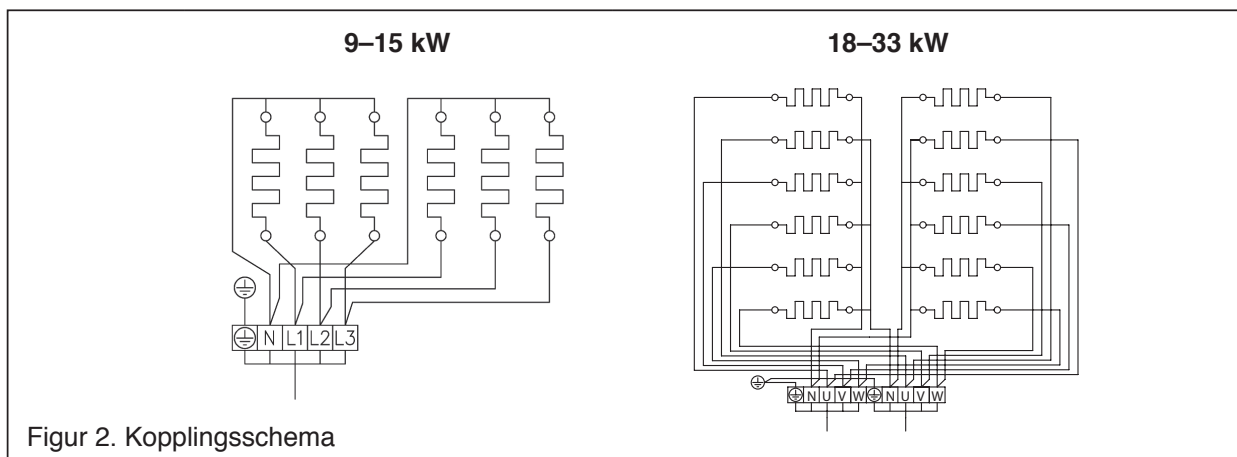 9–15 kW
18–33 kW
N L1 L2 L3
N U V W N U V W
Figur 2. Kopplingsschema